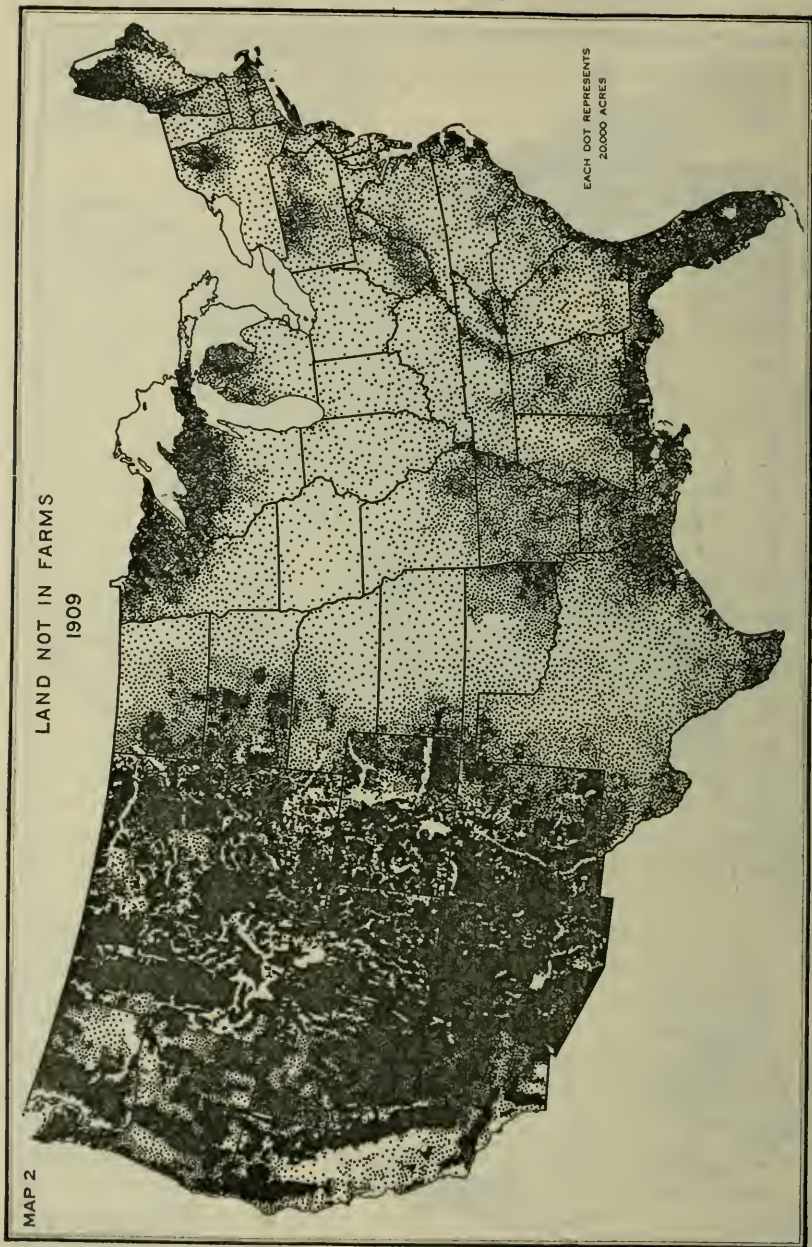 MAP 2
LAND NOT IN FARMS
1909
EACH DOT REPRESENTS
20.000 ACRES